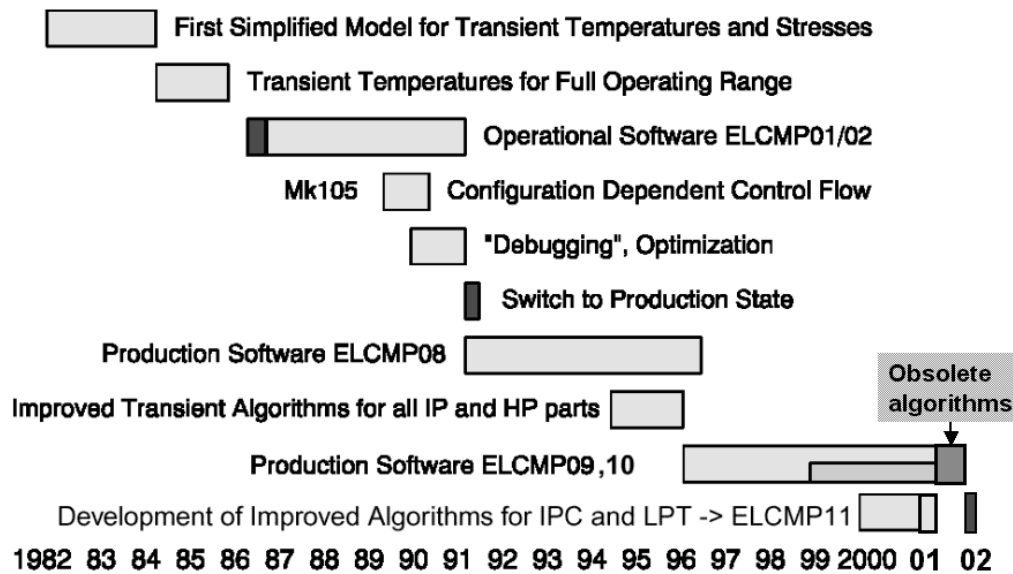 First Simplified Model for Transient Temperatures and Stresses
Transient Temperatures for Full Operating Range
Operational Software ELCMP01/02
Mk105 Configuration Dependent Control Flow
"Debugging", Optimization
Switch to Production State
Production Software ELCMP08
Obsolete
algorithms
Improved Transient Algorithms for all IP and HP parts
Production Software ELCMP09,10
Development of Improved Algorithms for IPC and LPT -> ELCMP11
1982 83 84 85 86 87 88 89 90 91 92 93 94 95 96 97 98 99 2000 01 02